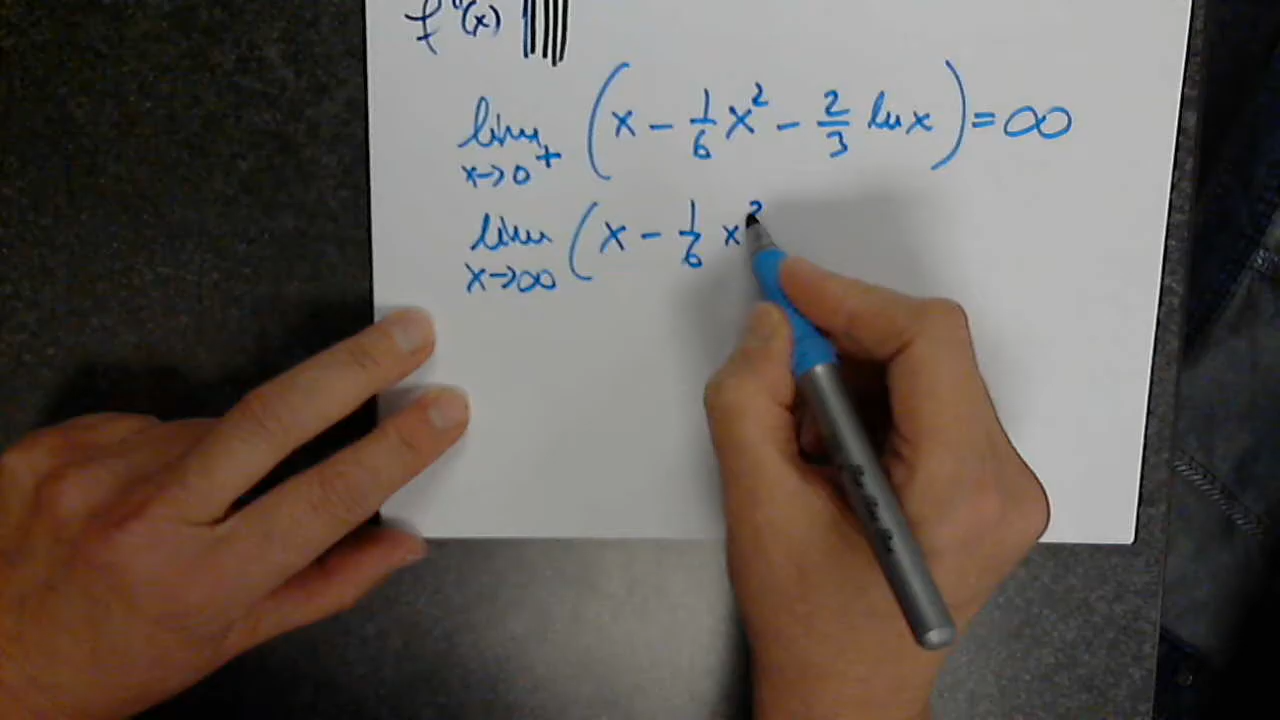 f''(x)
lim x→0⁺ (x − 1/6 x² − 2/3 ln x) = ∞
lim x→∞ (x − 1/6 x²